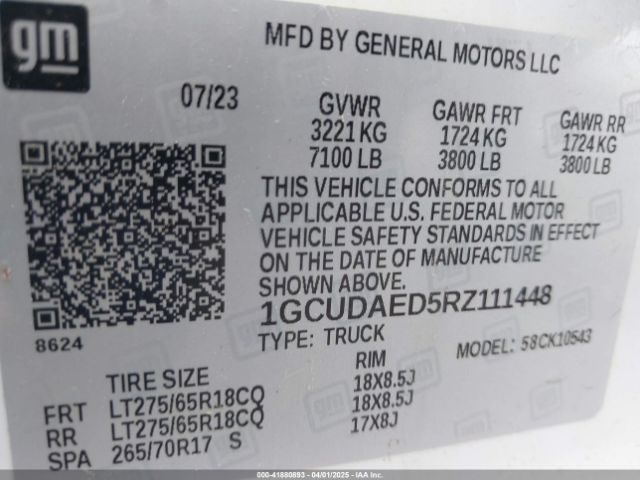 gm
MFD BY GENERAL MOTORS LLC
07/23 GVWR GAWR FRT GAWR RR
3221 KG 1724 KG 1724 KG
7100 LB 3800 LB 3800 LB
THIS VEHICLE CONFORMS TO ALL
APPLICABLE U.S. FEDERAL MOTOR
VEHICLE SAFETY STANDARDS IN EFFECT
ON THE DATE OF MANUFACTURE
SHOWN ABOVE.
1GCUDAED5RZ111448
8624 TYPE: TRUCK MODEL: 58CK10543
TIRE SIZE RIM
FRT LT275/65R18CQ 18X8.5J
RR LT275/65R18CQ 18X8.5J
SPA 265/70R17 S 17X8J
000-41880893 - 04/01/2025 - IAA Inc.